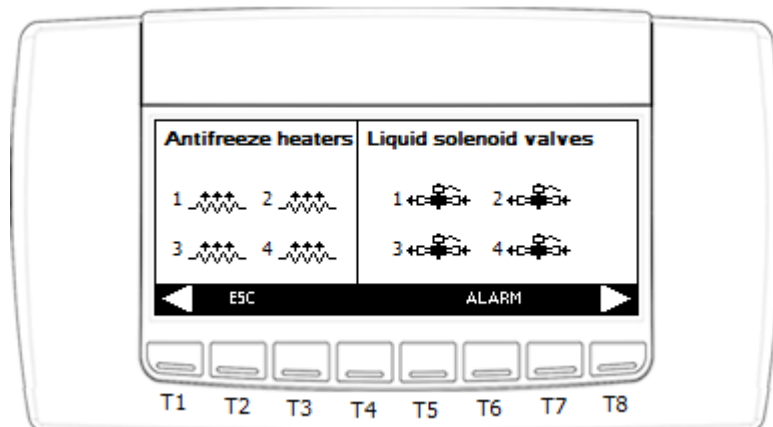 Antifreeze heaters Liquid solenoid valves
1 2 1 2
3 4 3 4
ESC ALARM
T1 T2 T3 T4 T5 T6 T7 T8